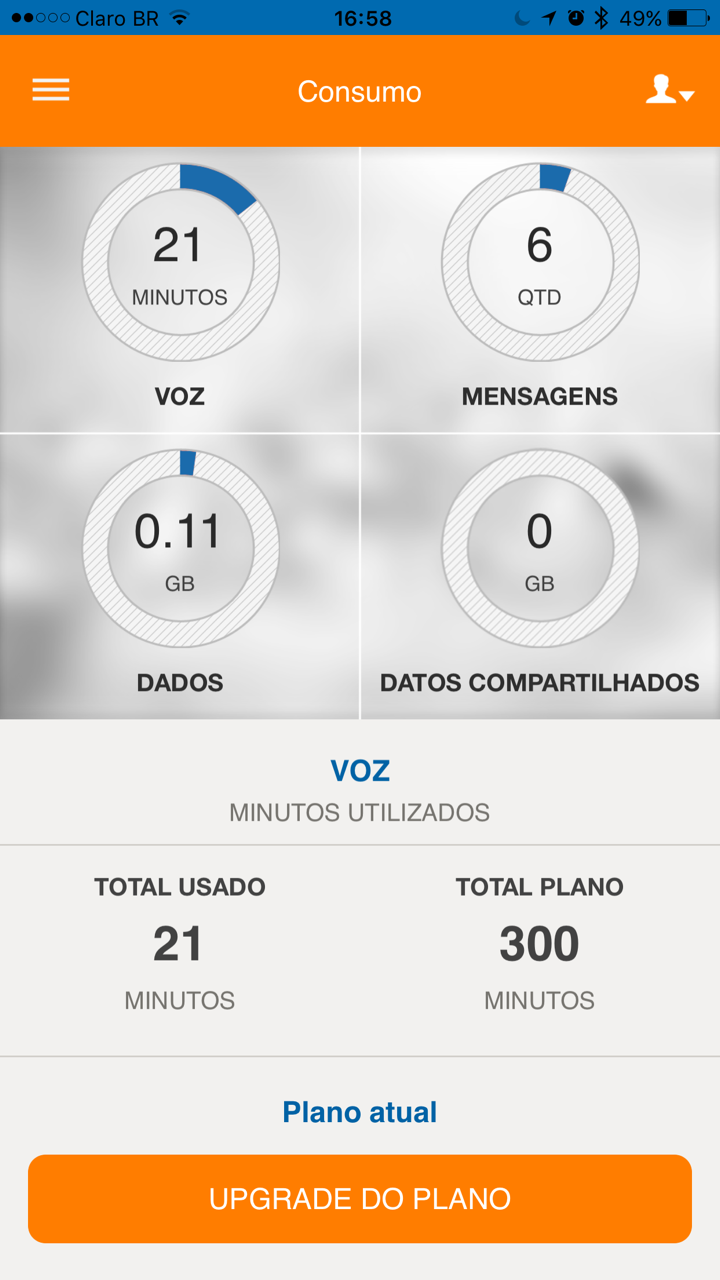 Claro BR
16:58
49%
Consumo
21
MINUTOS
VOZ
6
QTD
MENSAGENS
0.11
GB
DADOS
0
GB
DATOS COMPARTILHADOS
VOZ
MINUTOS UTILIZADOS
TOTAL USADO
21
MINUTOS
TOTAL PLANO
300
MINUTOS
Plano atual
UPGRADE DO PLANO